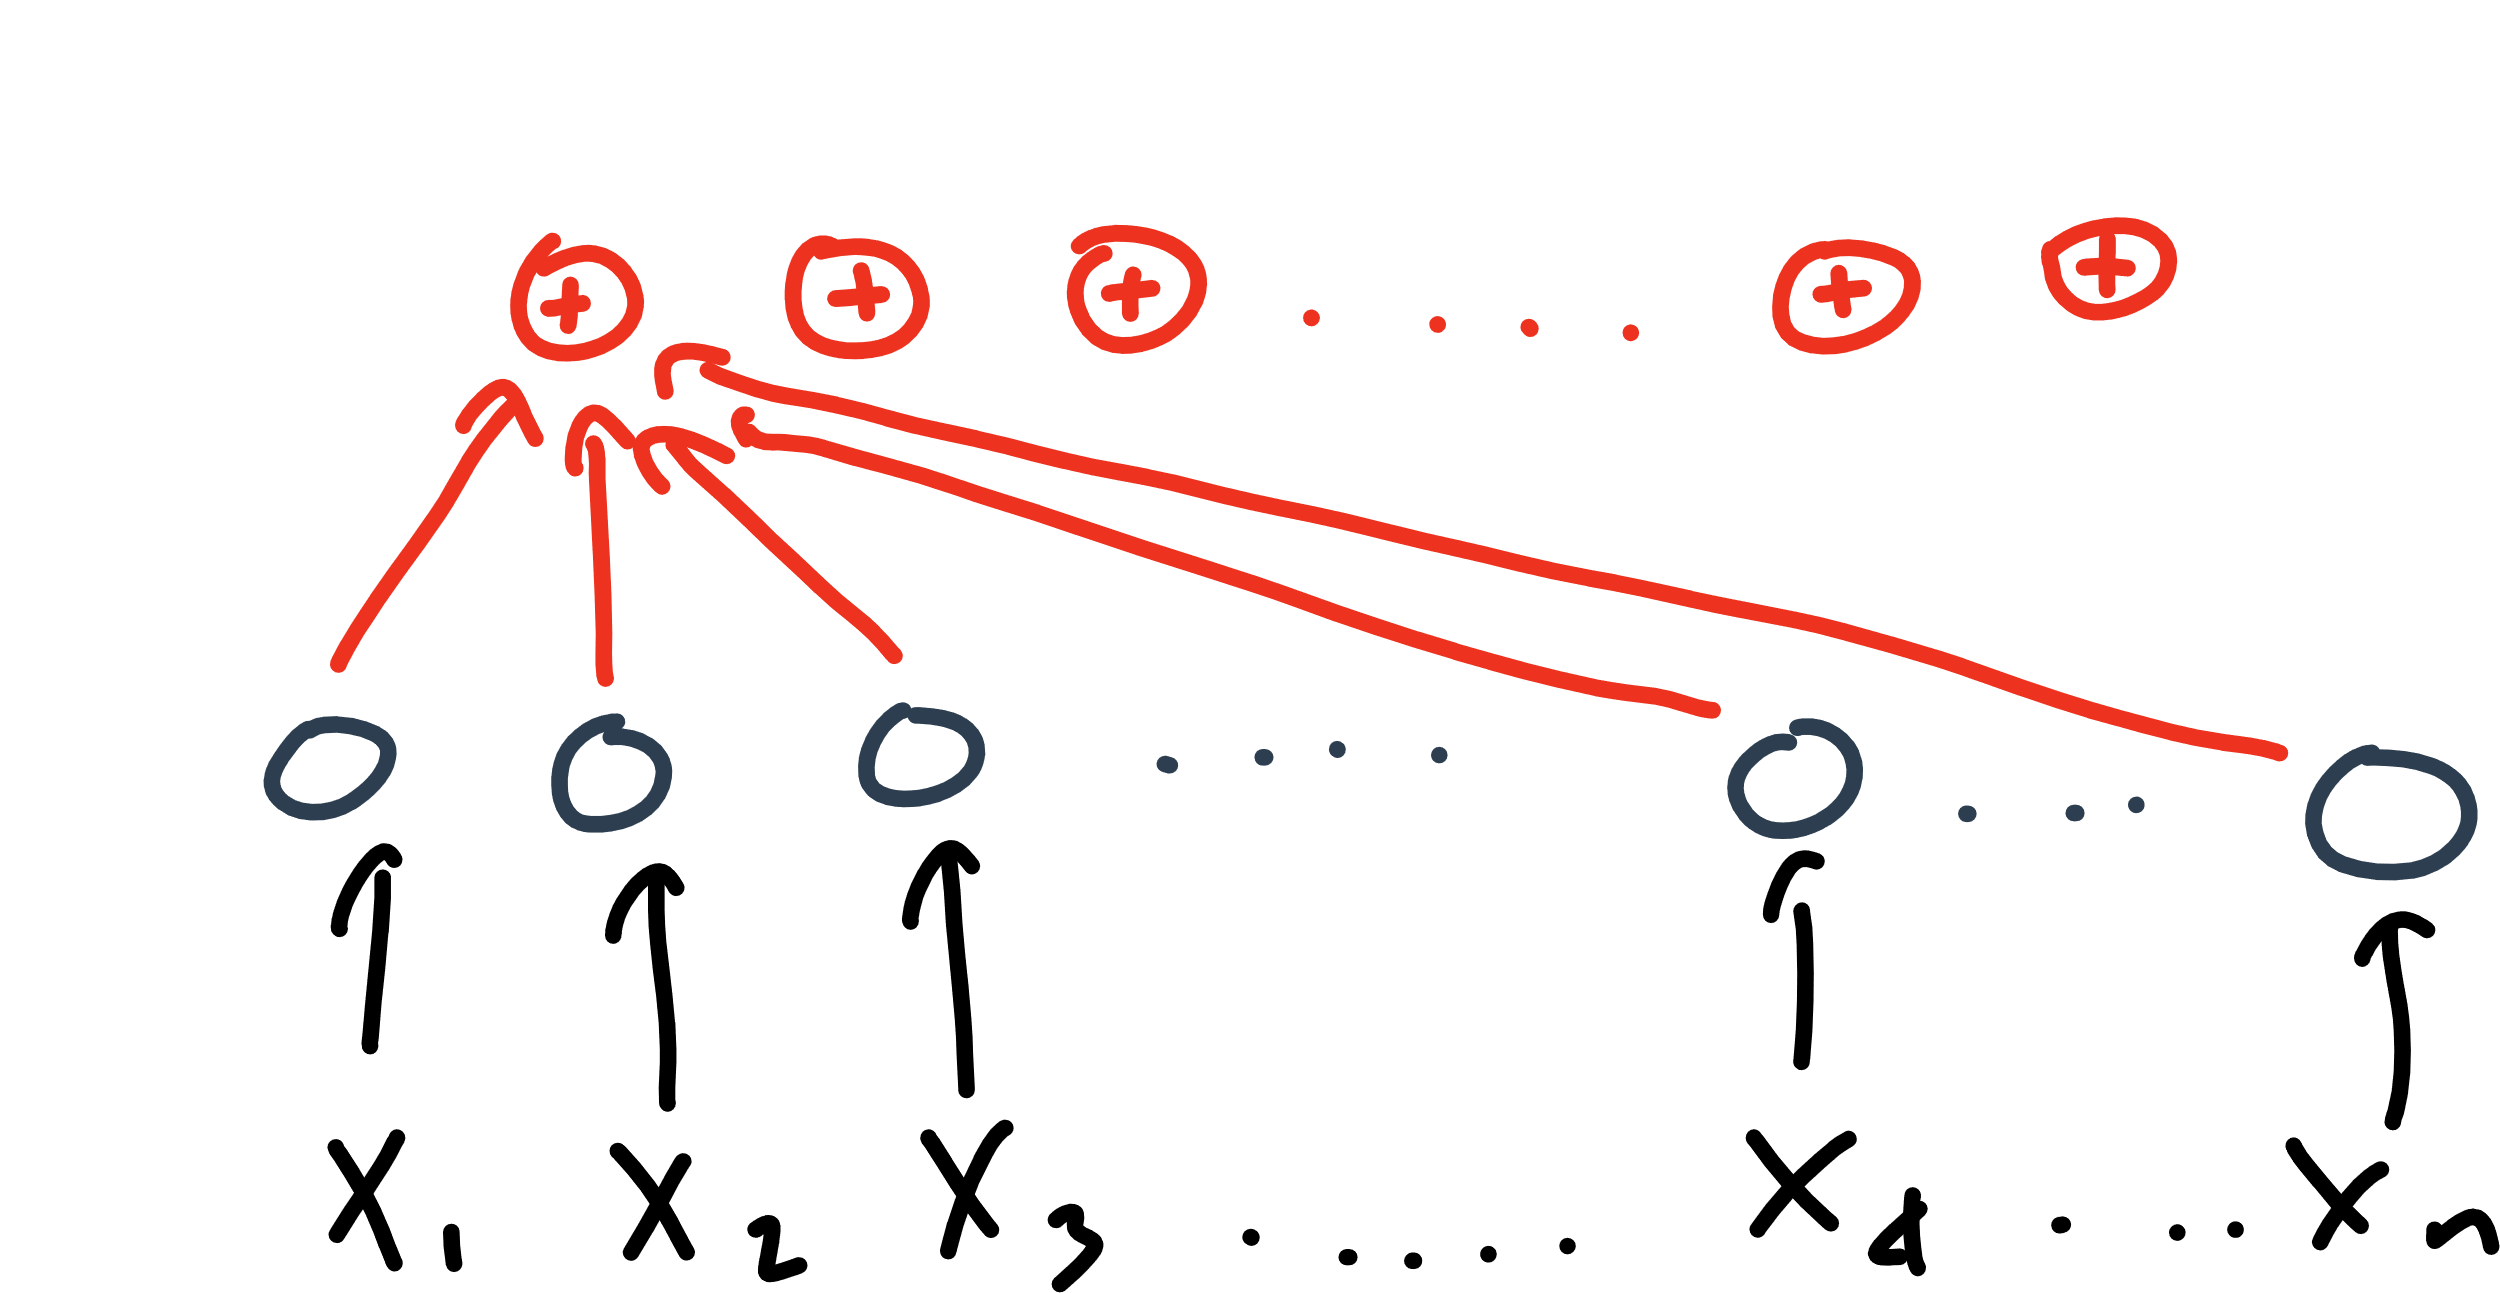 + + + .... + +
X1 X2 X3 ..... Xd ... Xn